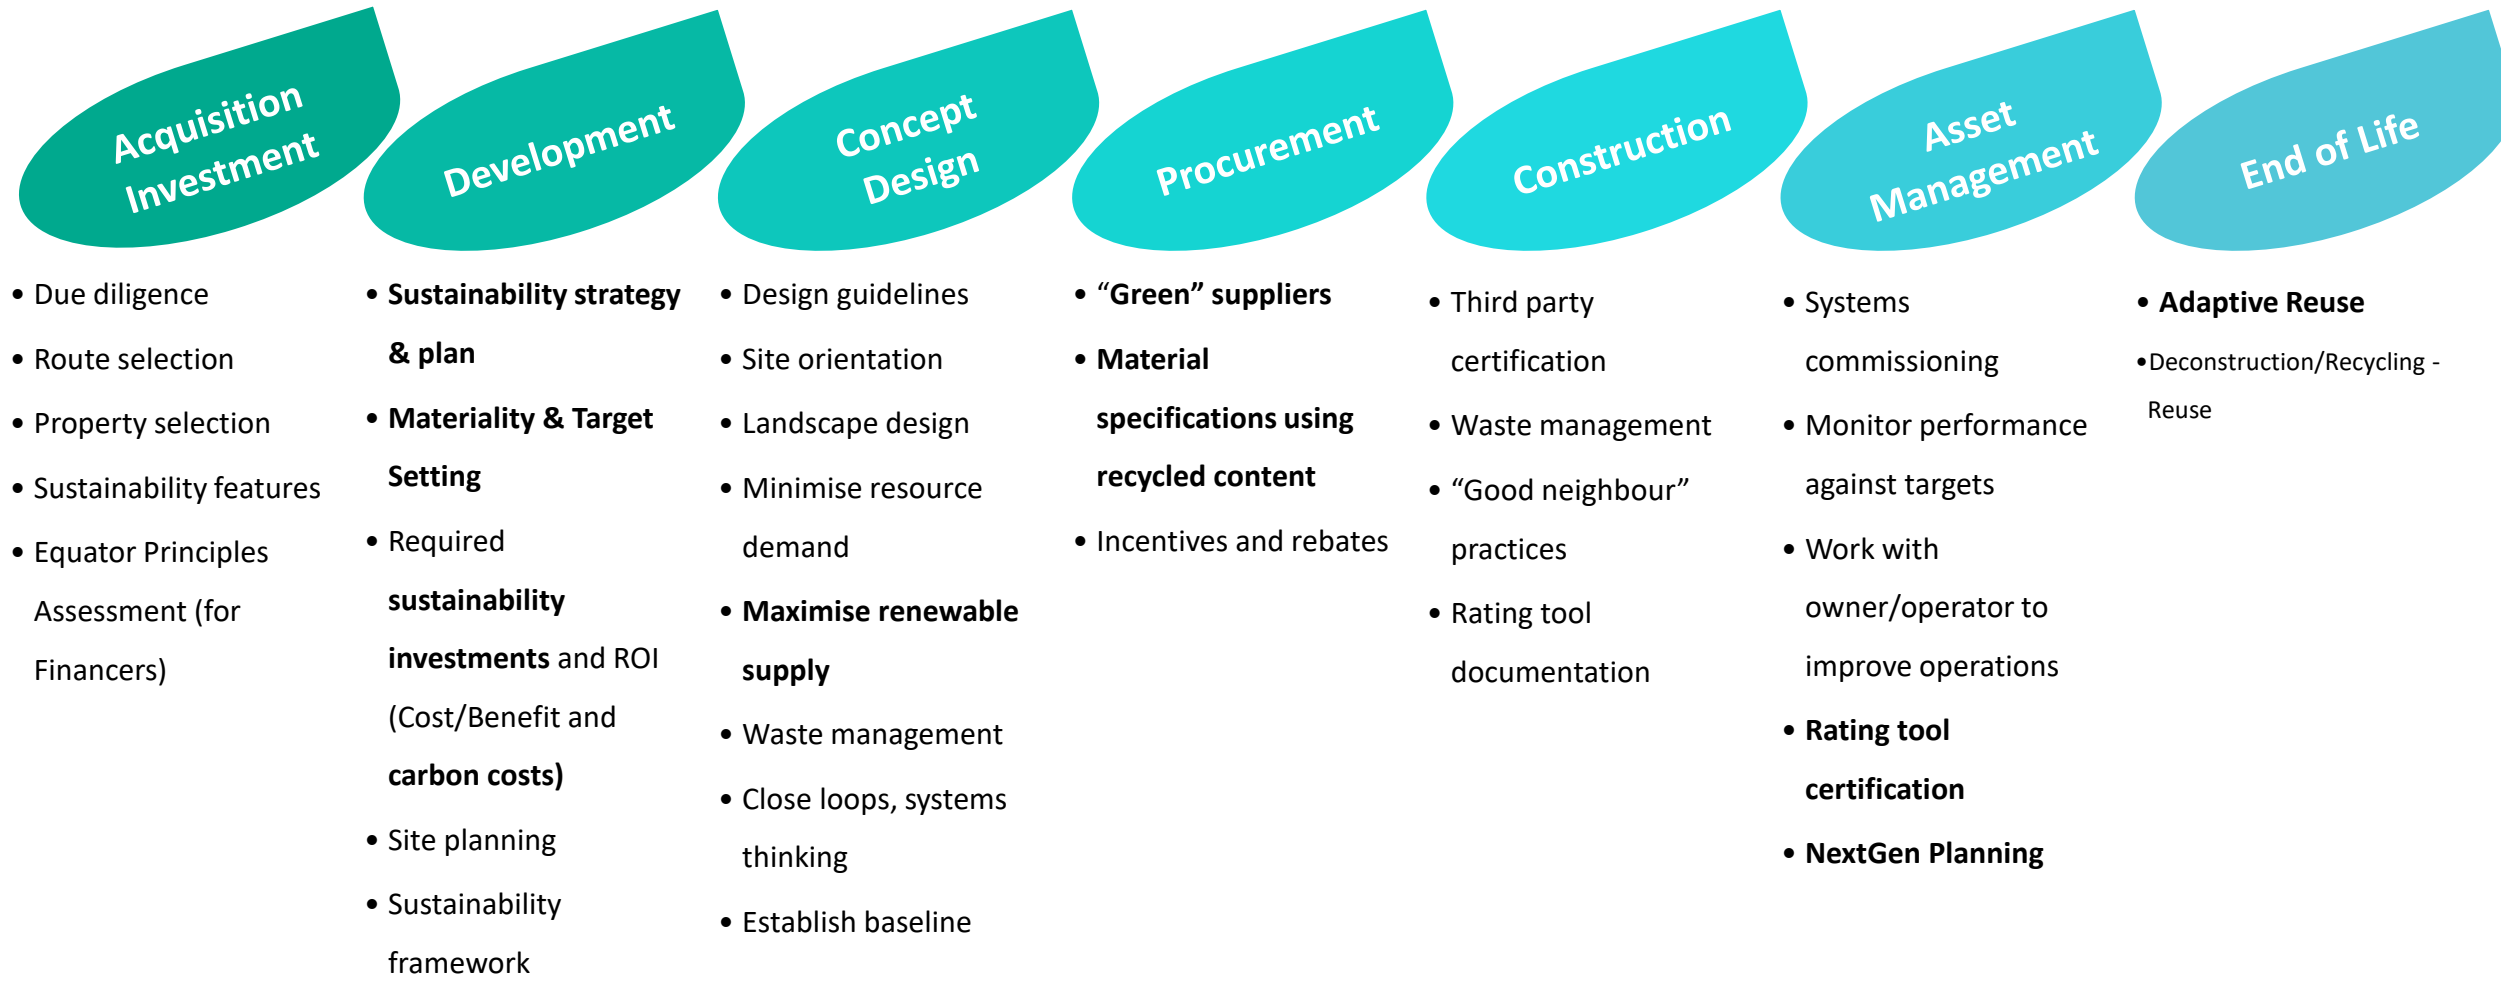 Acquisition
Investment
• Due diligence
• Route selection
• Property selection
• Sustainability features
• Equator Principles
Assessment (for
Financers)
Development
• Sustainability strategy
& plan
• Materiality & Target
Setting
• Required
sustainability
investments and ROI
(Cost/Benefit and
carbon costs)
• Site planning
• Sustainability
framework
Concept
Design
• Design guidelines
• Site orientation
• Landscape design
• Minimise resource
demand
• Maximise renewable
supply
• Waste management
• Close loops, systems
thinking
• Establish baseline
Procurement
• “Green” suppliers
• Material
specifications using
recycled content
• Incentives and rebates
Construction
• Third party
certification
• Waste management
• “Good neighbour”
practices
• Rating tool
documentation
Asset
Management
• Systems
commissioning
• Monitor performance
against targets
• Work with
owner/operator to
improve operations
• Rating tool
certification
• NextGen Planning
End of Life
• Adaptive Reuse
•Deconstruction/Recycling -
Reuse